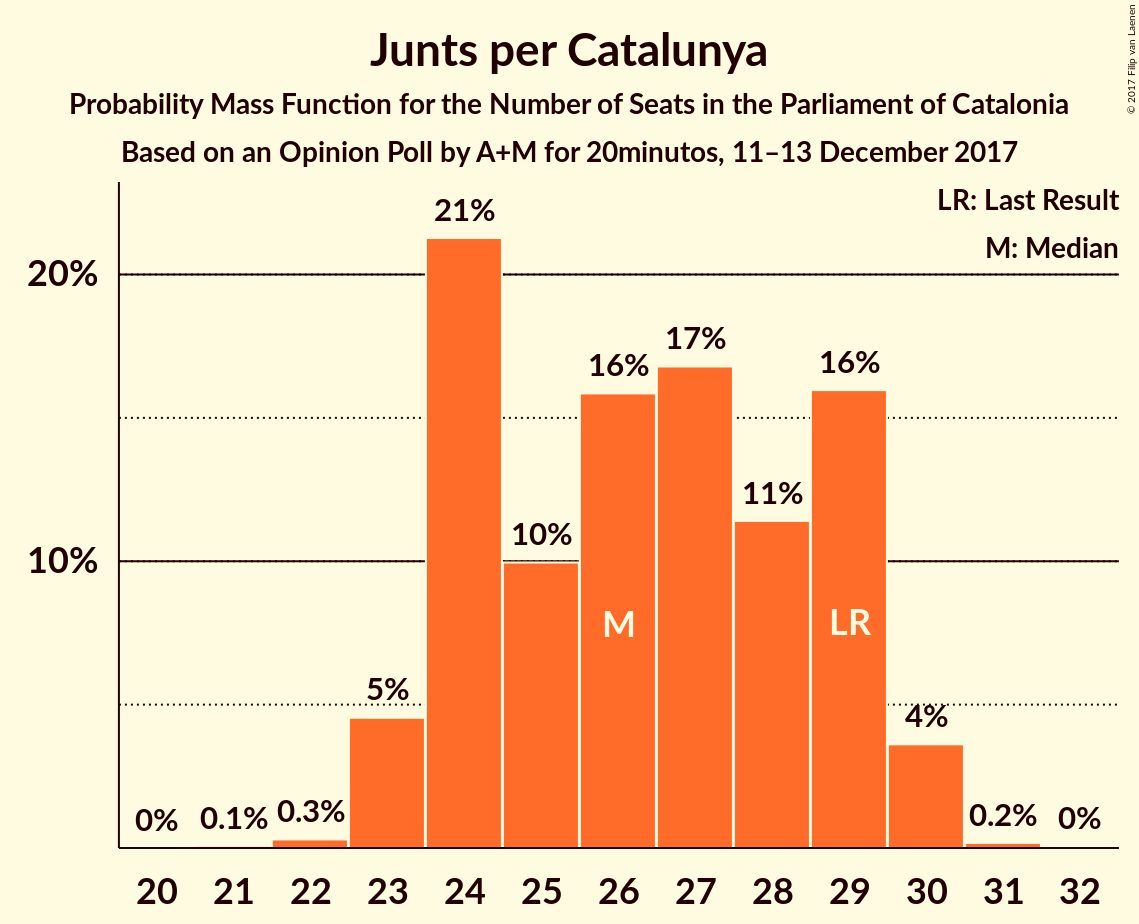 Junts per Catalunya
Probability Mass Function for the Number of Seats in the Parliament of Catalonia
Based on an Opinion Poll by A+M for 20minutos, 11–13 December 2017
© 2017 Filip van Laenen
LR: Last Result
M: Median
20%
10%
0%
0.1%
0.3%
5%
21%
10%
16%
17%
11%
16%
4%
0.2%
0%
M
LR
20 21 22 23 24 25 26 27 28 29 30 31 32